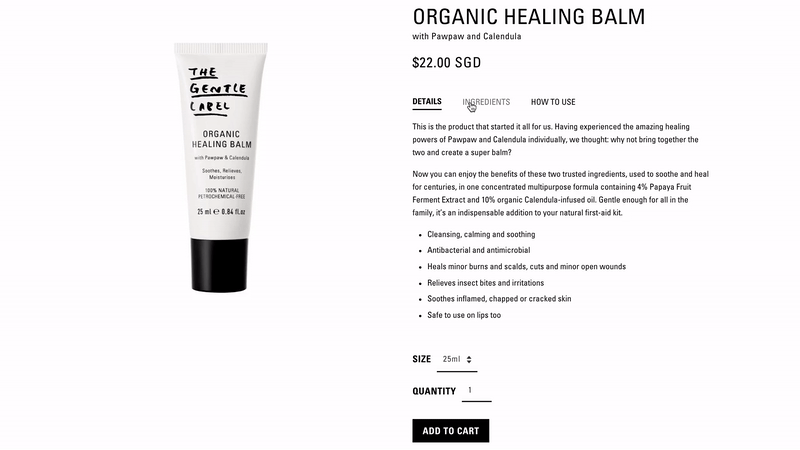 ORGANIC HEALING BALM
with Pawpaw and Calendula
$22.00 SGD
DETAILS INGREDIENTS HOW TO USE
This is the product that started it all for us. Having experienced the amazing healing
powers of Pawpaw and Calendula individually, we thought: why not bring together the
two and create a super balm?
Now you can enjoy the benefits of these two trusted ingredients, used to soothe and heal
for centuries, in one concentrated multipurpose formula containing 4% Papaya Fruit
Ferment Extract and 10% organic Calendula-infused oil. Gentle enough for all in the
family, it's an indispensable addition to your natural first-aid kit.
• Cleansing, calming and soothing
• Antibacterial and antimicrobial
• Heals minor burns and scalds, cuts and minor open wounds
• Relieves insect bites and irritations
• Soothes inflamed, chapped or cracked skin
• Safe to use on lips too
SIZE 25ml
QUANTITY 1
ADD TO CART
THE
GENTLE
LABEL
ORGANIC
HEALING BALM
with Pawpaw & Calendula
Soothes, Relieves,
Moisturises
100% NATURAL
PETROCHEMICAL-FREE
25 ml ℮ 0.84 fl.oz